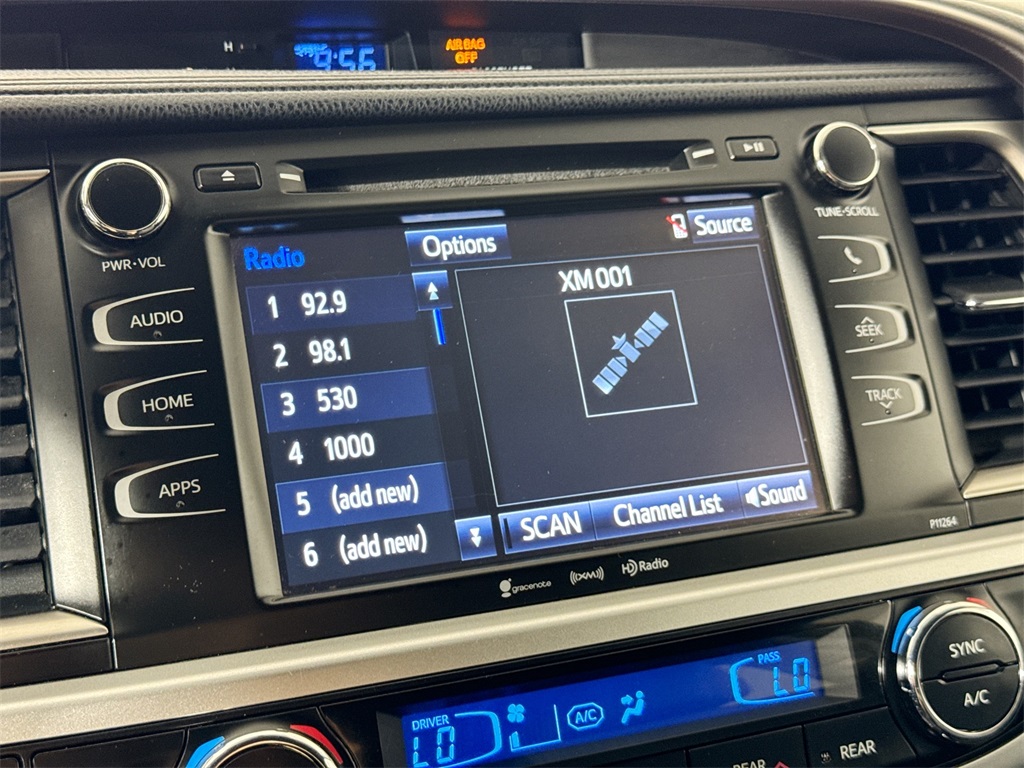 H
9:56
AIR BAG
OFF
PWR•VOL
AUDIO
HOME
APPS
Radio
Options
Source
1 92.9
2 98.1
3 530
4 1000
5 (add new)
6 (add new)
XM 001
SCAN
Channel List
Sound
TUNE•SCROLL
SEEK
TRACK
P11264
gracenote
((XM))
HD Radio
DRIVER
LO
A/C
PASS
LO
SYNC
A/C
REAR
REAR